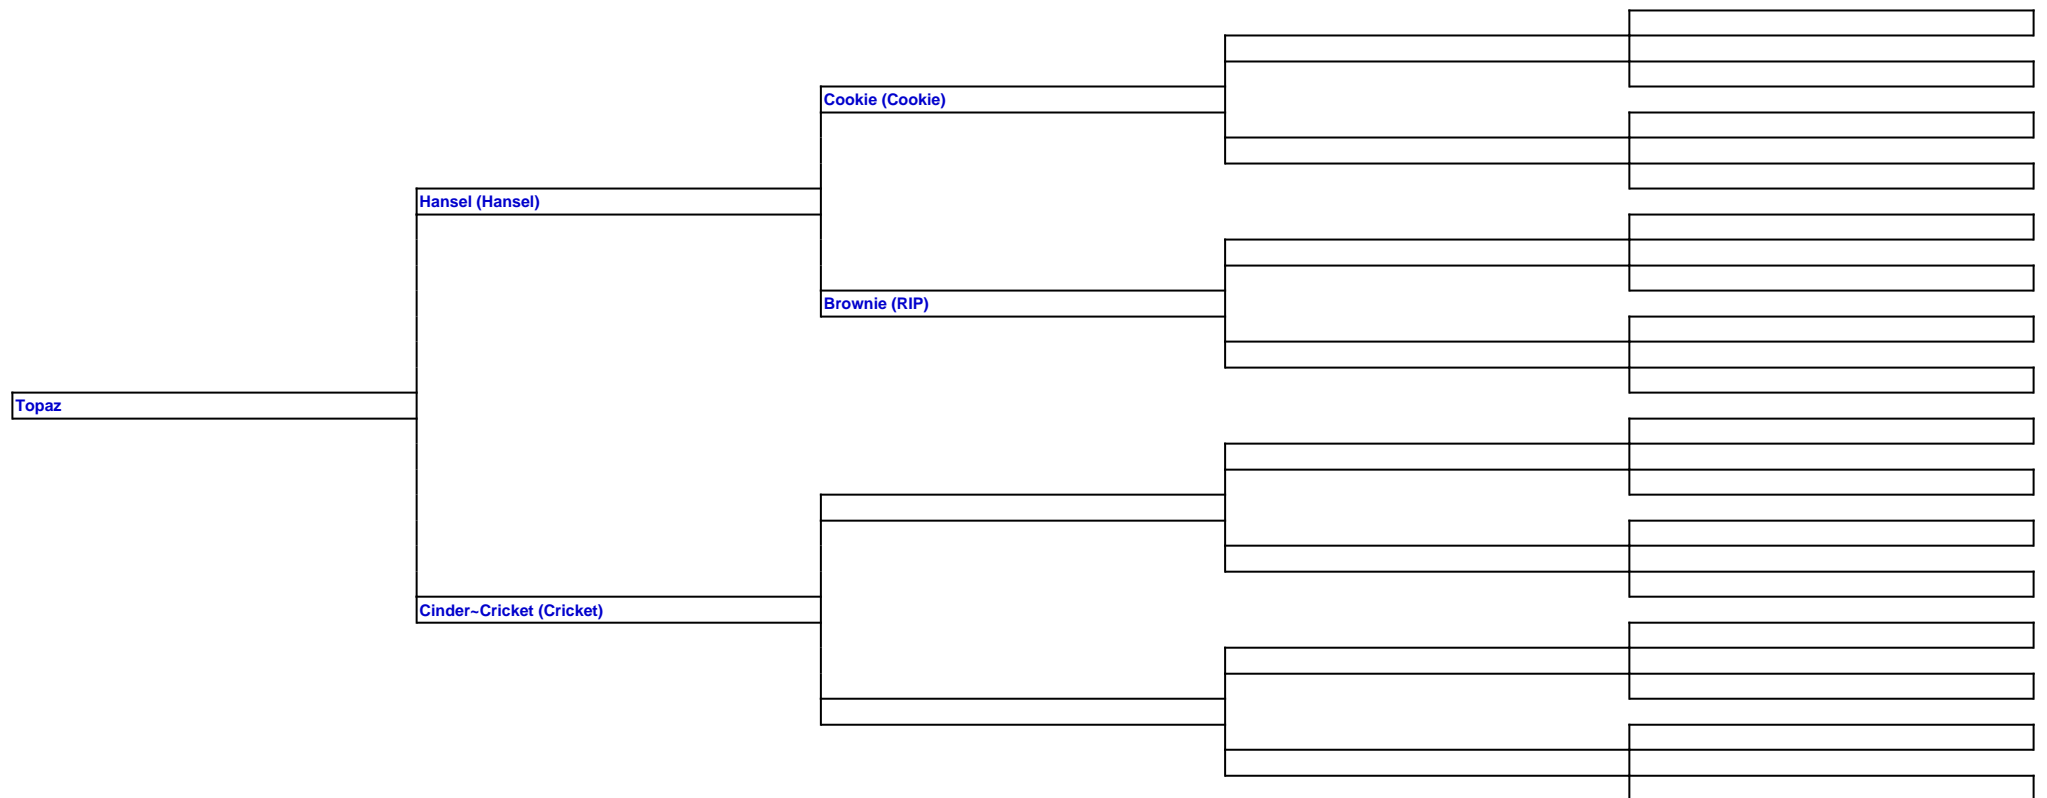 Cookie (Cookie)
Hansel (Hansel)
Brownie (RIP)
Topaz
Cinder~Cricket (Cricket)